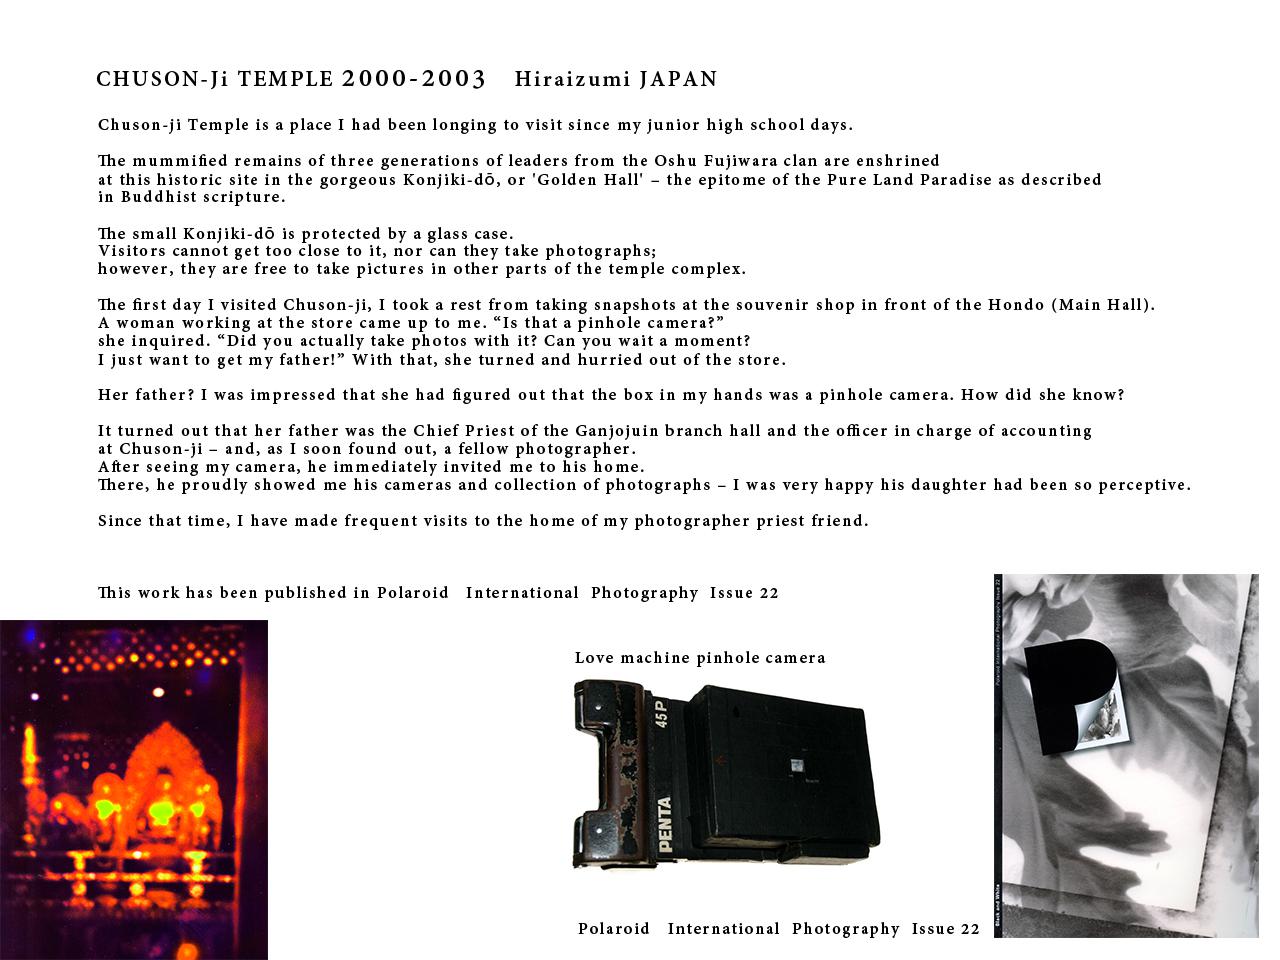 CHUSON-Ji TEMPLE 2000-2003 Hiraizumi JAPAN
Chuson-ji Temple is a place I had been longing to visit since my junior high school days.
The mummified remains of three generations of leaders from the Oshu Fujiwara clan are enshrined
at this historic site in the gorgeous Konjiki-dō, or 'Golden Hall' – the epitome of the Pure Land Paradise as described
in Buddhist scripture.
The small Konjiki-dō is protected by a glass case.
Visitors cannot get too close to it, nor can they take photographs;
however, they are free to take pictures in other parts of the temple complex.
The first day I visited Chuson-ji, I took a rest from taking snapshots at the souvenir shop in front of the Hondo (Main Hall).
A woman working at the store came up to me. “Is that a pinhole camera?”
she inquired. “Did you actually take photos with it? Can you wait a moment?
I just want to get my father!” With that, she turned and hurried out of the store.
Her father? I was impressed that she had figured out that the box in my hands was a pinhole camera. How did she know?
It turned out that her father was the Chief Priest of the Ganjojuin branch hall and the officer in charge of accounting
at Chuson-ji – and, as I soon found out, a fellow photographer.
After seeing my camera, he immediately invited me to his home.
There, he proudly showed me his cameras and collection of photographs – I was very happy his daughter had been so perceptive.
Since that time, I have made frequent visits to the home of my photographer priest friend.
This work has been published in Polaroid International Photography Issue 22
Love machine pinhole camera
PENTA 45P
Polaroid International Photography Issue 22
Black and White
P
Polaroid International Photography Issue 22